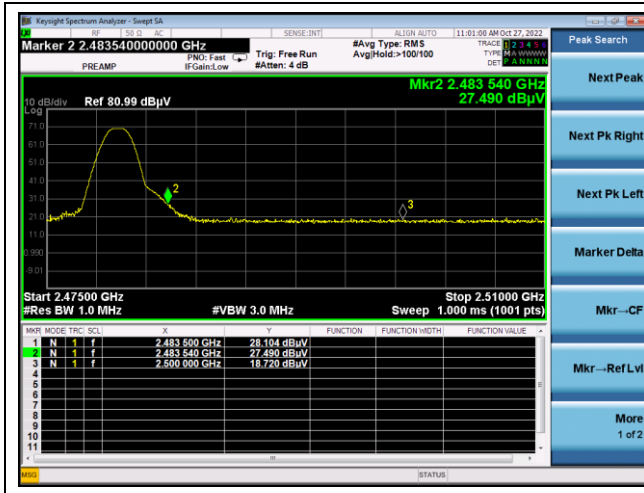 Keysight Spectrum Analyzer - Swept SA
RF 50 Ω AC SENSE:INT ALIGN AUTO 11:01:00 AM Oct 27, 2022
Marker 2 2.483540000000 GHz
PREAMP
PNO: Fast
IFGain:Low
Trig: Free Run
#Atten: 4 dB
#Avg Type: RMS
Avg|Hold:>100/100
TRACE 1 2 3 4 5 6
TYPE M A W W W W
DET P A N N N N
Mkr2 2.483 540 GHz
27.490 dBµV
10 dB/div Ref 80.99 dBµV
Log
71.0
61.0
51.0
41.0
31.0
21.0
11.0
0.990
-9.01
2
3
Start 2.47500 GHz Stop 2.51000 GHz
#Res BW 1.0 MHz #VBW 3.0 MHz Sweep 1.000 ms (1001 pts)
MKR MODE TRC SCL X Y FUNCTION FUNCTION WIDTH FUNCTION VALUE
1 N 1 f 2.483 500 GHz 28.104 dBµV
2 N 1 f 2.483 540 GHz 27.490 dBµV
3 N 1 f 2.500 000 GHz 18.720 dBµV
4
5
6
7
8
9
10
11
MSG STATUS
Peak Search
Next Peak
Next Pk Right
Next Pk Left
Marker Delta
Mkr→CF
Mkr→Ref Lvl
More
1 of 2